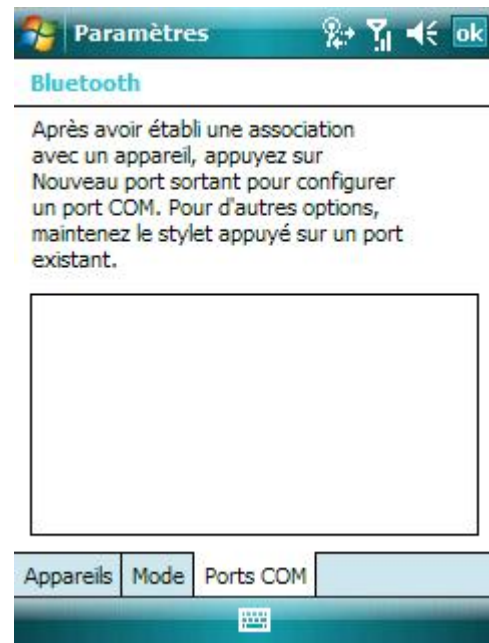 Paramètres
ok
Bluetooth
Après avoir établi une association
avec un appareil, appuyez sur
Nouveau port sortant pour configurer
un port COM. Pour d'autres options,
maintenez le stylet appuyé sur un port
existant.
Appareils Mode Ports COM